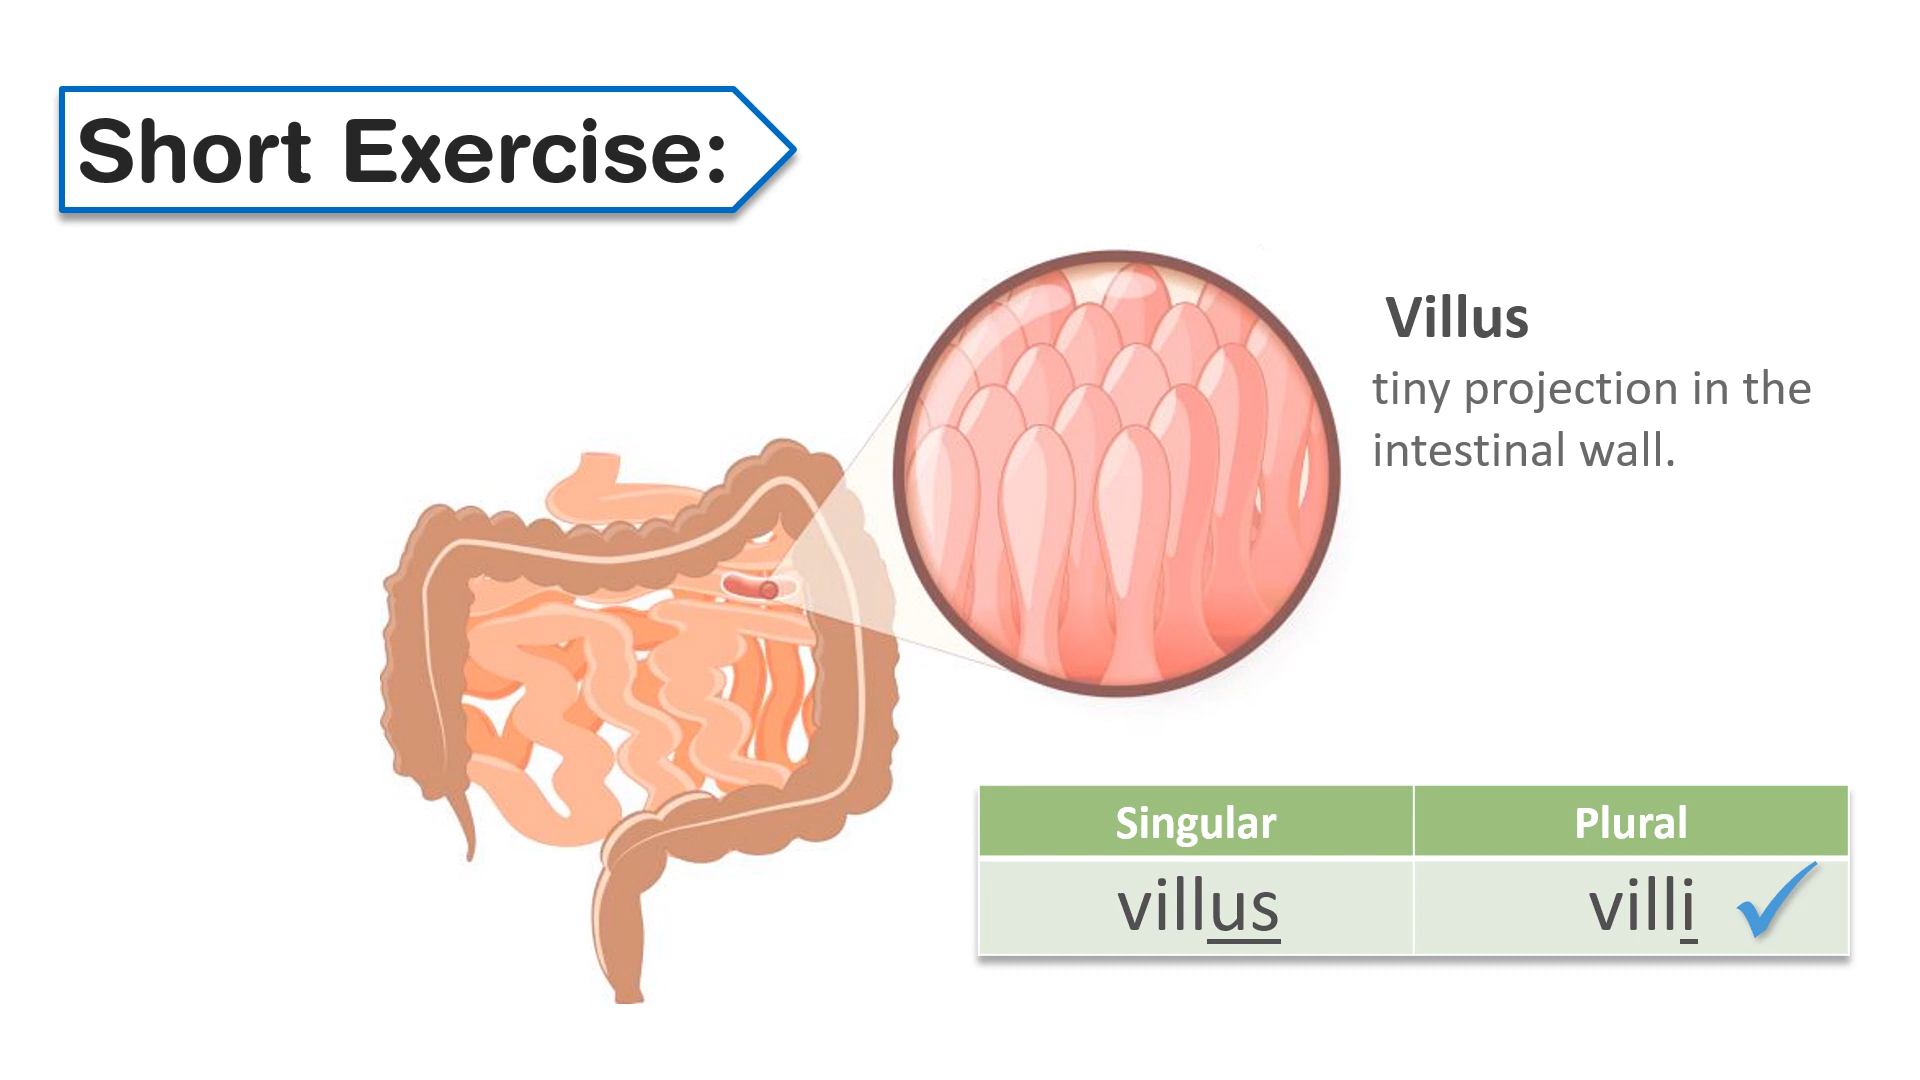 Short Exercise:
Villus
tiny projection in the
intestinal wall.
Singular Plural
villus villi